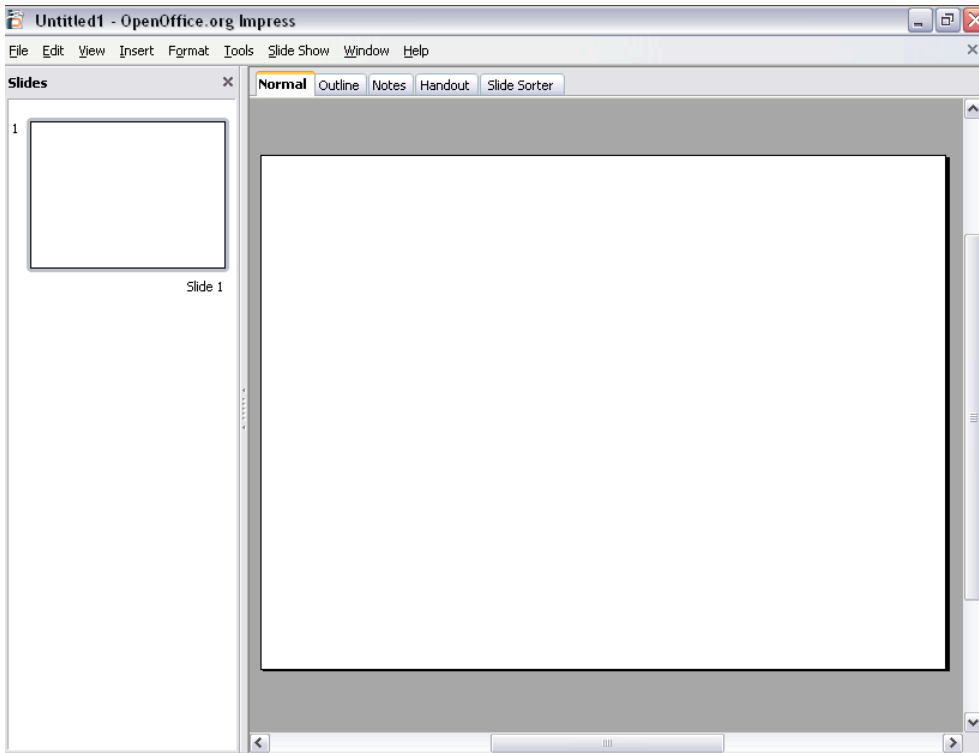 Untitled1 - OpenOffice.org Impress
File Edit View Insert Format Tools Slide Show Window Help
Slides
Normal Outline Notes Handout Slide Sorter
1
Slide 1